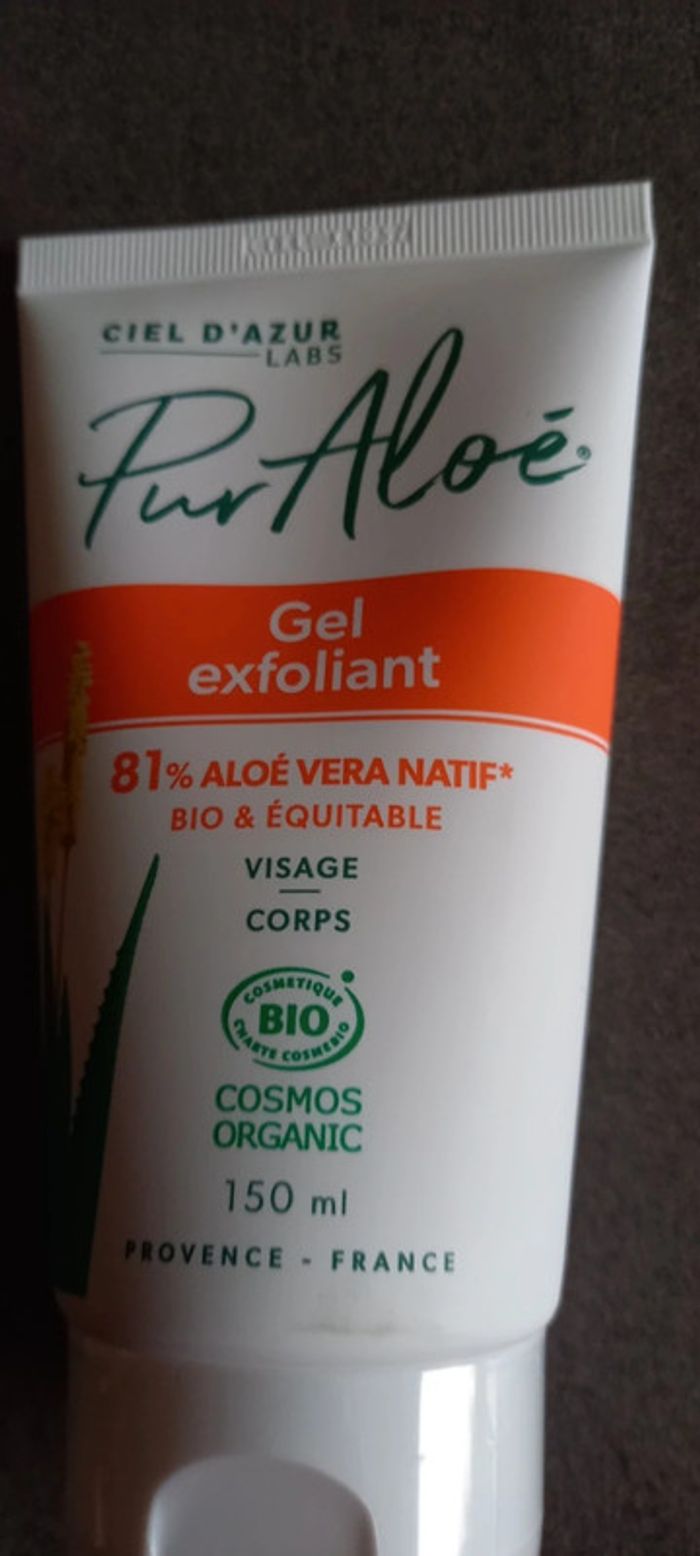 CIEL D'AZUR
LABS
PurAloé®
Gel
exfoliant
81% ALOÉ VERA NATIF*
BIO & ÉQUITABLE
VISAGE
CORPS
COSMETIQUE
BIO
CHARTE COSMEBIO
COSMOS
ORGANIC
150 ml
PROVENCE - FRANCE